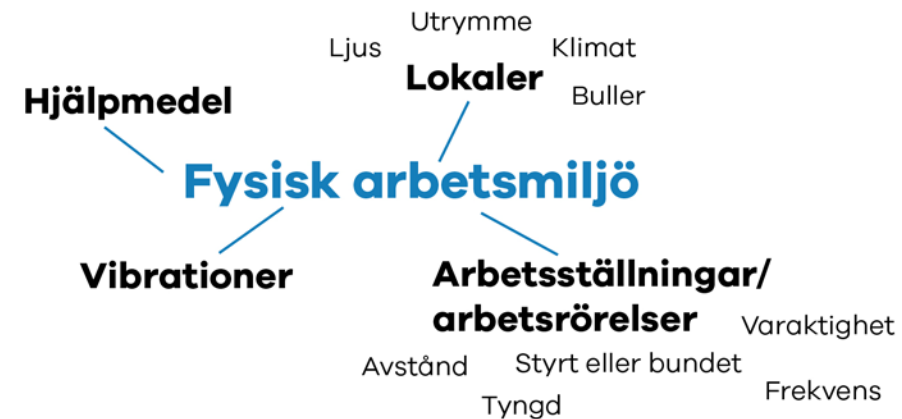 Utrymme
Ljus
Klimat
Lokaler
Buller
Hjälpmedel
Fysisk arbetsmiljö
Vibrationer
Arbetsställningar/
arbetsrörelser
Varaktighet
Avstånd
Styrt eller bundet
Frekvens
Tyngd